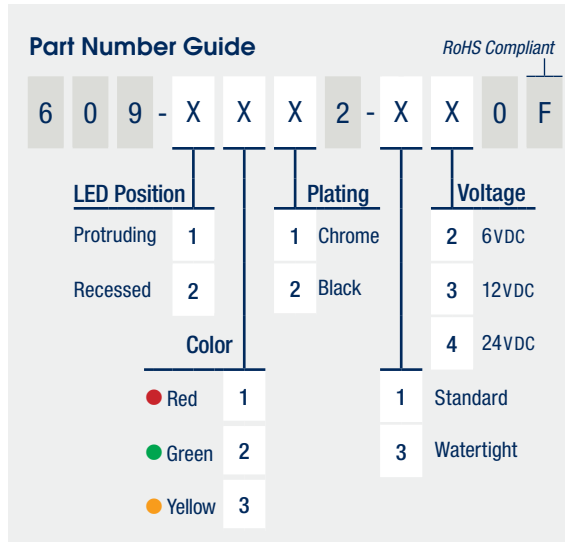 Part Number Guide
RoHS Compliant
6 0 9 - X X X 2 - X X 0 F
LED Position
Protruding 1
Recessed 2
Plating
1 Chrome
2 Black
Voltage
2 6VDC
3 12VDC
4 24VDC
Color
Red 1
Green 2
Yellow 3
1 Standard
3 Watertight